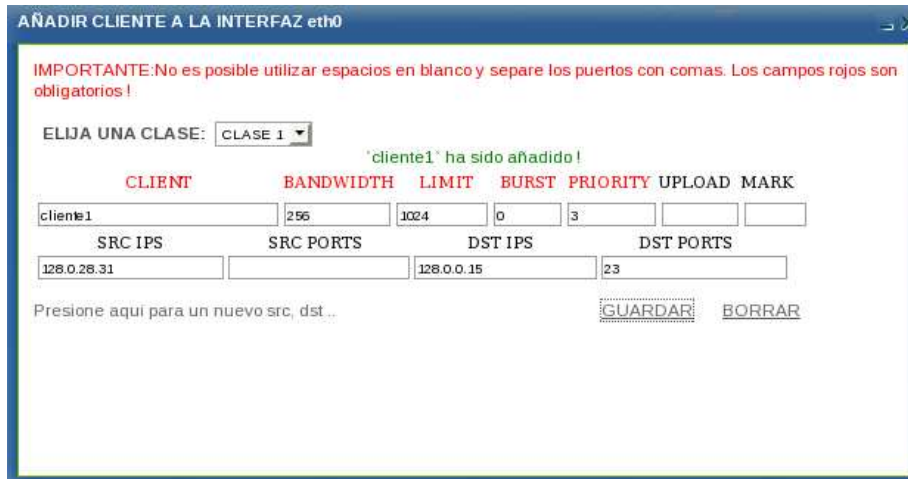 AÑADIR CLIENTE A LA INTERFAZ eth0
IMPORTANTE:No es posible utilizar espacios en blanco y separe los puertos con comas. Los campos rojos son
obligatorios !
ELIJA UNA CLASE: CLASE 1
`cliente1` ha sido añadido !
CLIENT BANDWIDTH LIMIT BURST PRIORITY UPLOAD MARK
cliente1 256 1024 0 3
SRC IPS SRC PORTS DST IPS DST PORTS
128.0.28.31 128.0.0.15 23
Presione aqui para un nuevo src, dst ..
GUARDAR BORRAR